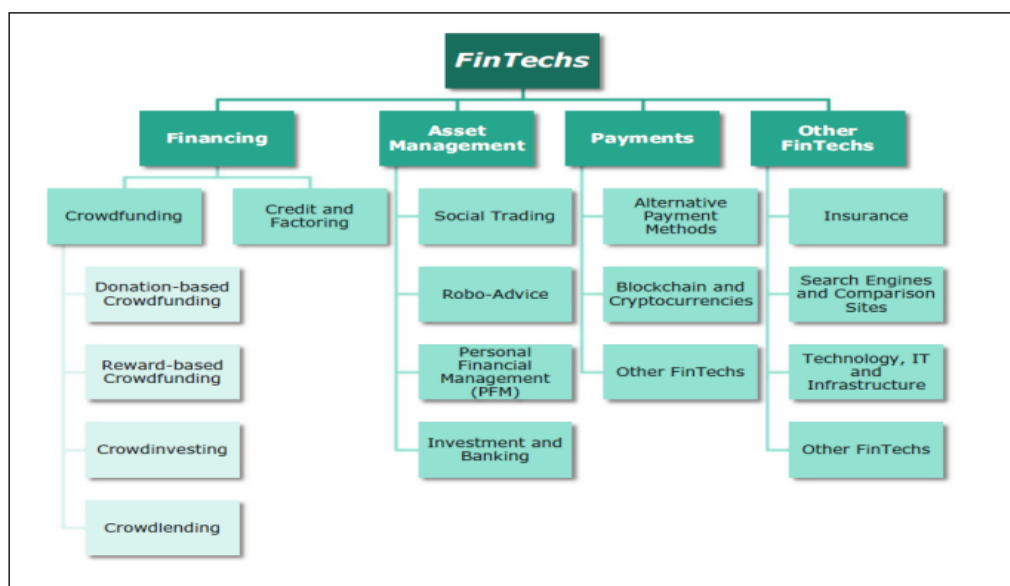 FinTechs
Financing
Asset
Management
Payments
Other
FinTechs
Crowdfunding
Credit and
Factoring
Donation-based
Crowdfunding
Reward-based
Crowdfunding
Crowdinvesting
Crowdlending
Social Trading
Robo-Advice
Personal
Financial
Management
(PFM)
Investment and
Banking
Alternative
Payment
Methods
Blockchain and
Cryptocurrencies
Other FinTechs
Insurance
Search Engines
and Comparison
Sites
Technology, IT
and
Infrastructure
Other FinTechs